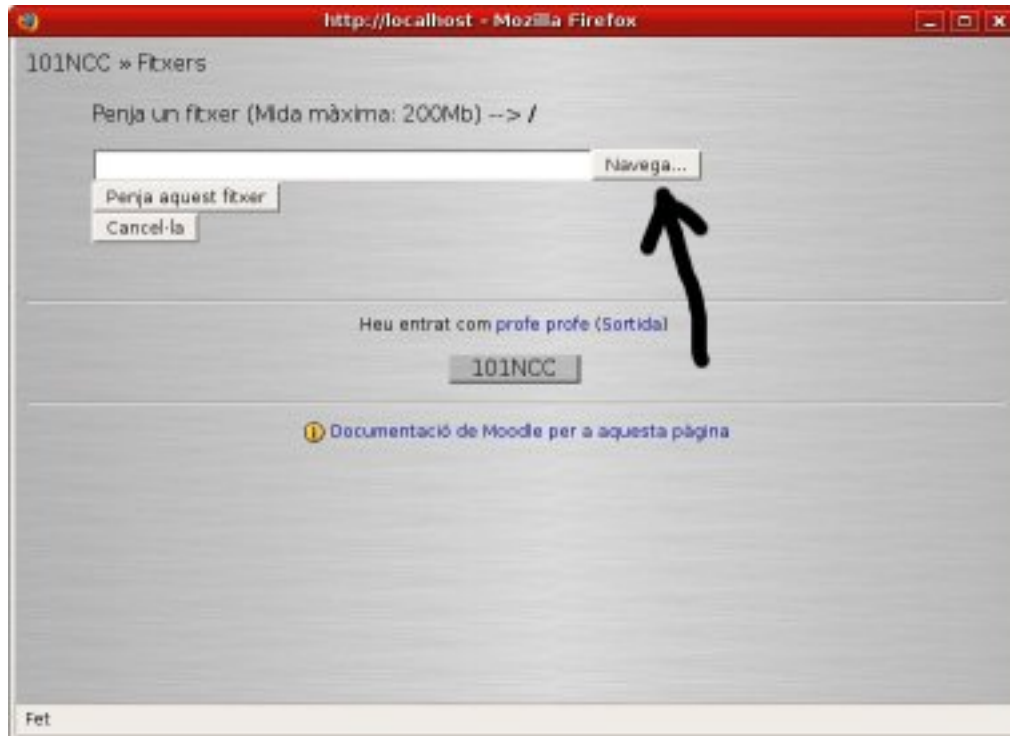 http://localhost - Mozilla Firefox
101NCC » Fitxers
Penja un fitxer (Mida màxima: 200Mb) --> /
Navega...
Penja aquest fitxer
Cancel·la
Heu entrat com profe profe (Sortida)
101NCC
Documentació de Moodle per a aquesta pàgina
Fet